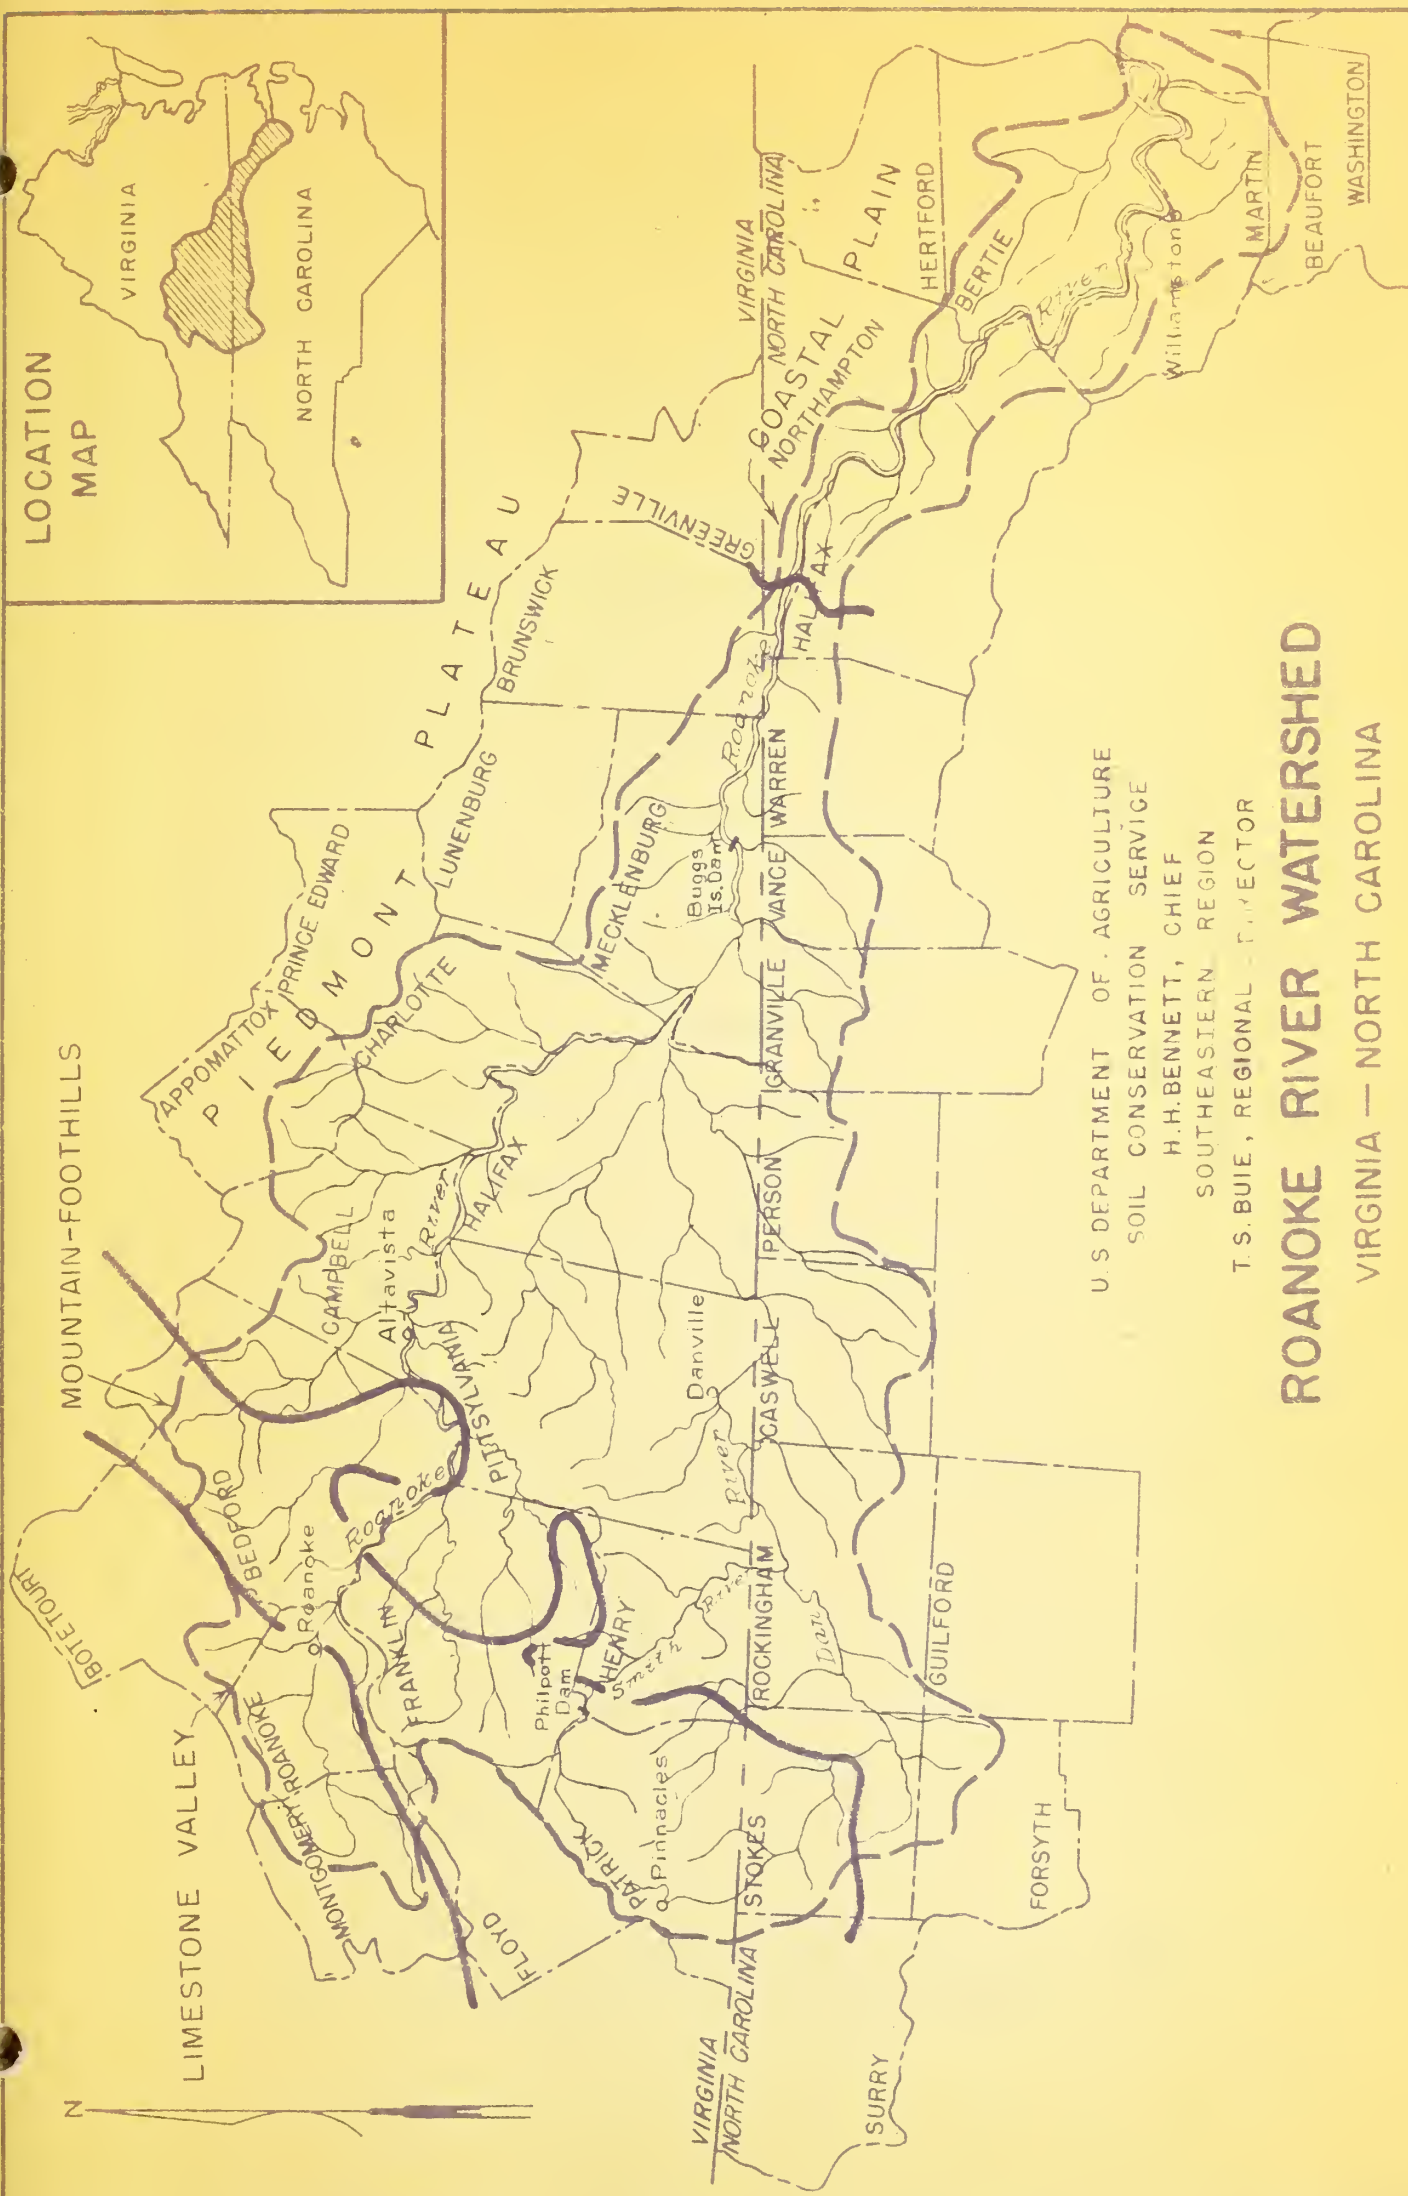 LOCATION
MAP
VIRGINIA
NORTH CAROLINA
N
LIMESTONE VALLEY
MOUNTAIN-FOOTHILLS
PIEDMONT PLATEAU
COASTAL
PLAIN
BOTETOURT
MONTGOMERY
ROANOKE
BEDFORD
Roanoke
FLOYD
FRANKLIN
Roanoke
River
CAMPBELL
Altavista
APPOMATTOX
PRINCE EDWARD
CHARLOTTE
LUNENBURG
BRUNSWICK
GREENVILLE
PITTSYLVANIA
HALIFAX
MECKLENBURG
Buggs
Is. Dam
Roanoke
Philpott
Dam
HENRY
Smith
River
PATRICK
Pinnacles
Danville
River
Dan
VIRGINIA
NORTH CAROLINA
SURRY
STOKES
ROCKINGHAM
CASWELL
PERSON
GRANVILLE
VANCE
WARREN
HALIFAX
FORSYTH
GUILFORD
VIRGINIA
NORTH CAROLINA
NORTHAMPTON
HERTFORD
BERTIE
River
Williamston
MARTIN
BEAUFORT
WASHINGTON
U.S DEPARTMENT OF AGRICULTURE
SOIL CONSERVATION SERVICE
H.H. BENNETT, CHIEF
SOUTHEASTERN REGION
T.S. BUIE, REGIONAL DIRECTOR
ROANOKE RIVER WATERSHED
VIRGINIA — NORTH CAROLINA